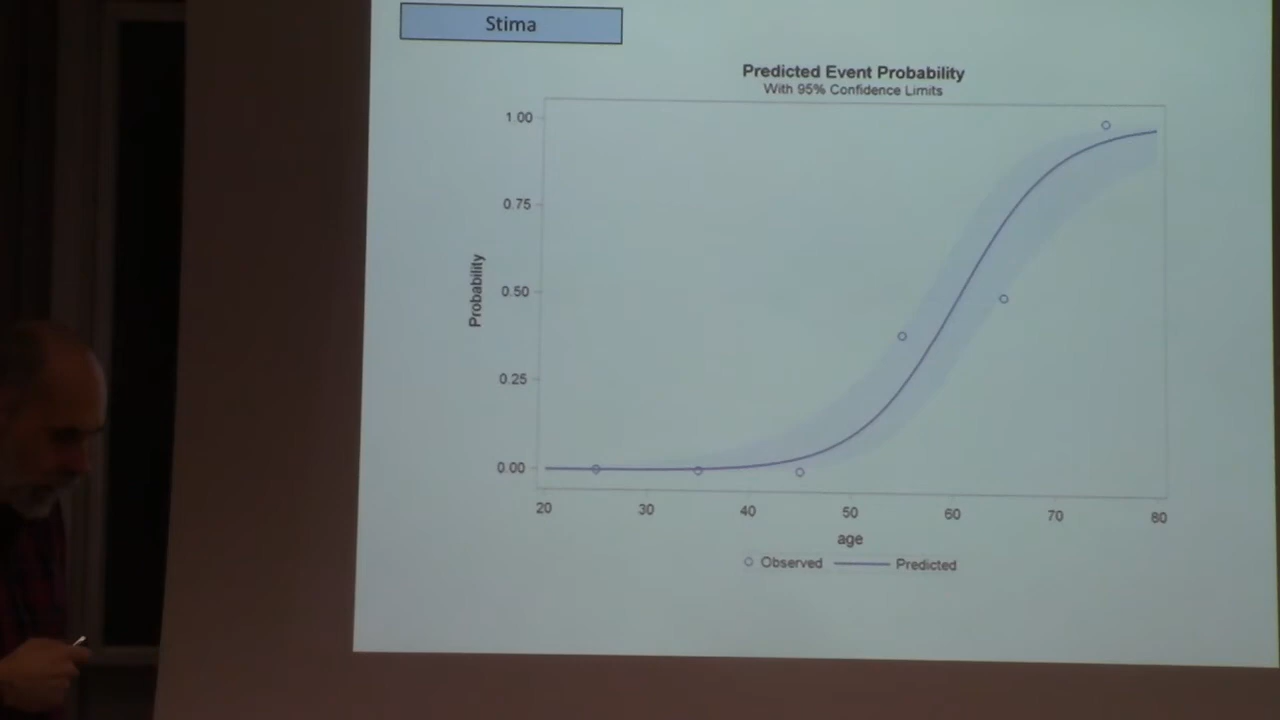 Stima
Predicted Event Probability
With 95% Confidence Limits
1.00
0.75
0.50
0.25
0.00
Probability
20 30 40 50 60 70 80
age
Observed Predicted